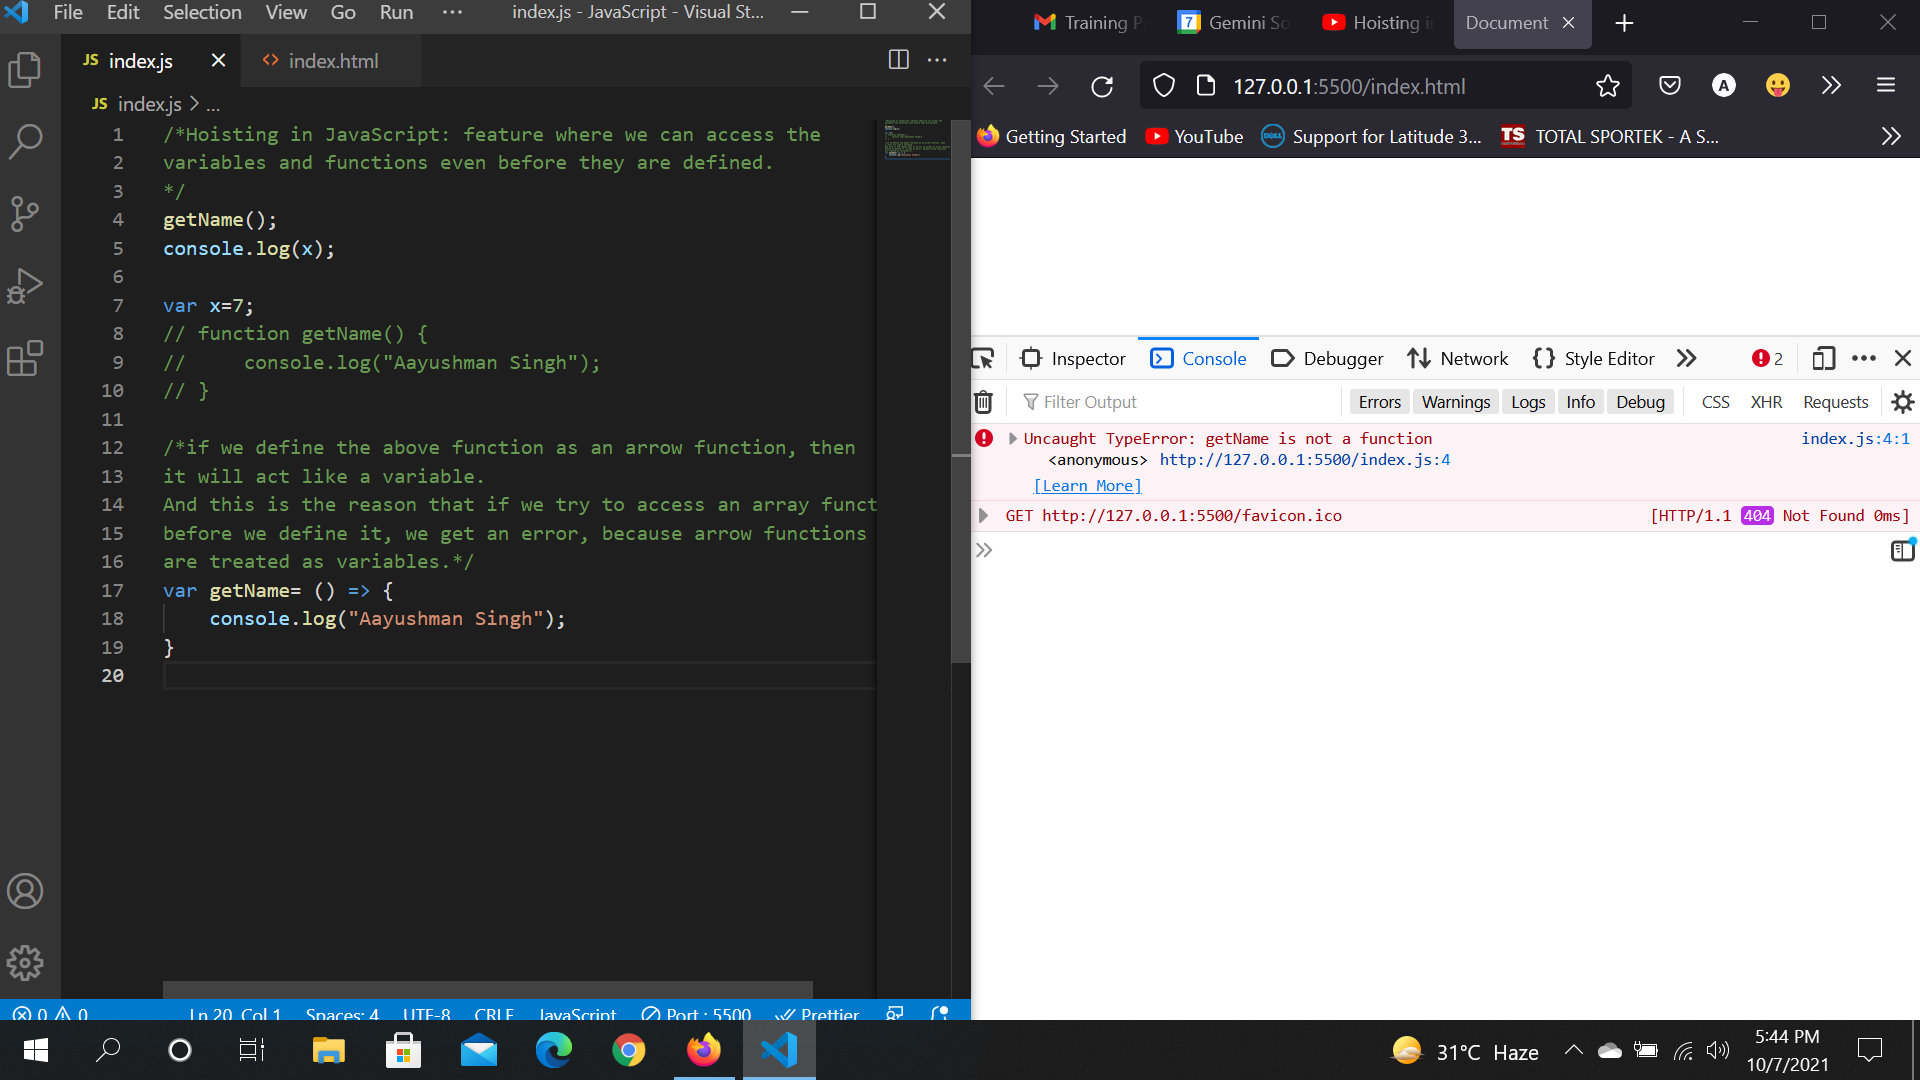 File Edit Selection View Go Run ··· index.js - JavaScript - Visual St...
JS index.js
<> index.html
JS index.js > ...
1 /*Hoisting in JavaScript: feature where we can access the
2 variables and functions even before they are defined.
3 */
4 getName();
5 console.log(x);
6
7 var x=7;
8 // function getName() {
9 //     console.log("Aayushman Singh");
10 // }
11
12 /*if we define the above function as an arrow function, then
13 it will act like a variable.
14 And this is the reason that if we try to access an array funct
15 before we define it, we get an error, because arrow functions
16 are treated as variables.*/
17 var getName= () => {
18     console.log("Aayushman Singh");
19 }
20
0 0 Ln 20, Col 1 Spaces: 4 UTF-8 CRLF JavaScript Port : 5500 Prettier
Training P
7 Gemini So
Hoisting in
Document
127.0.0.1:5500/index.html
A
Getting Started
YouTube
DELL Support for Latitude 3...
TS TOTAL SPORTEK - A S...
Inspector Console Debugger Network {} Style Editor 2
Filter Output Errors Warnings Logs Info Debug CSS XHR Requests
Uncaught TypeError: getName is not a function index.js:4:1
<anonymous> http://127.0.0.1:5500/index.js:4
[Learn More]
GET http://127.0.0.1:5500/favicon.ico [HTTP/1.1 404 Not Found 0ms]
31°C Haze
5:44 PM
10/7/2021